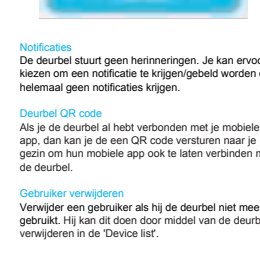 Notificaties
De deurbel stuurt geen herinneringen. Je kan
kiezen om een notificatie te krijgen/gebeld worden
helemaal geen notificaties krijgen.
Deurbel QR code
Als je de deurbel al hebt verbonden met je mobiele
app, dan kan je de een QR code versturen naar je
gezin om hun mobiele app ook te laten verbinden
de deurbel.
Gebruiker verwijderen
Verwijder een gebruiker als hij de deurbel niet
gebruikt. Hij kan dit doen door middel van de
verwijderen in de 'Device list'.